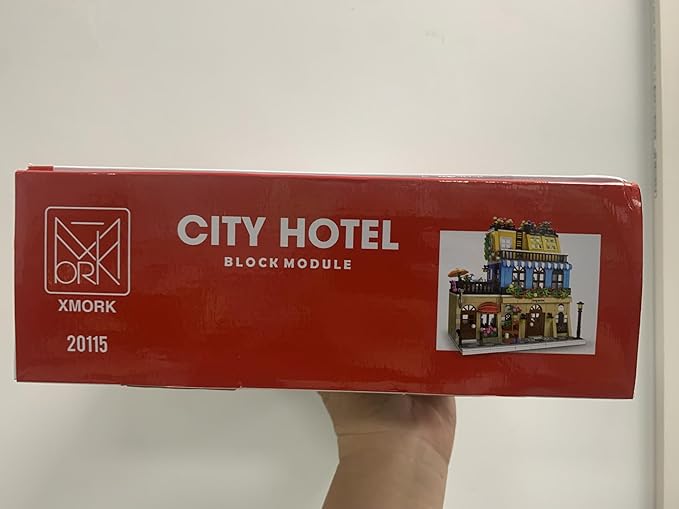 XMORK
20115
CITY HOTEL
BLOCK MODULE